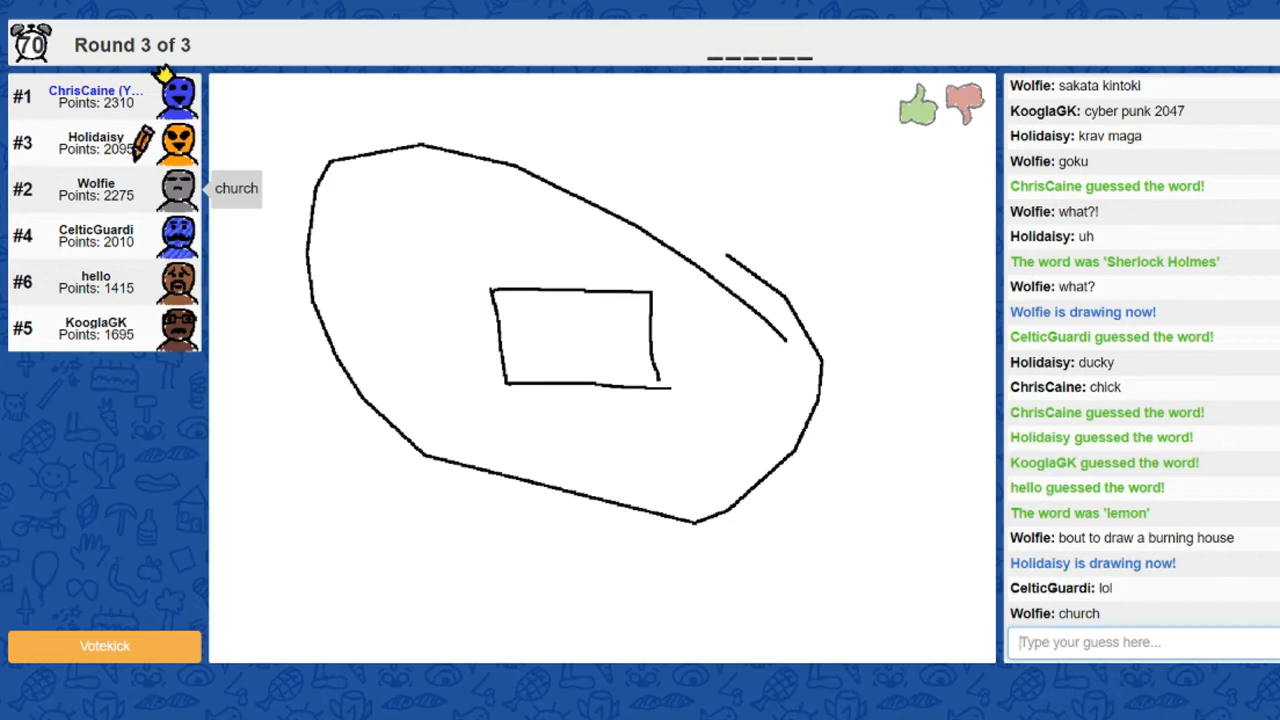 70
Round 3 of 3
______
#1
ChrisCaine (Y...
Points: 2310
#3
Holidaisy
Points: 2095
#2
Wolfie
Points: 2275
church
#4
CelticGuardi
Points: 2010
#6
hello
Points: 1415
#5
KooglaGK
Points: 1695
Votekick
Wolfie: sakata kintoki
KooglaGK: cyber punk 2047
Holidaisy: krav maga
Wolfie: goku
ChrisCaine guessed the word!
Wolfie: what?!
Holidaisy: uh
The word was 'Sherlock Holmes'
Wolfie: what?
Wolfie is drawing now!
CelticGuardi guessed the word!
Holidaisy: ducky
ChrisCaine: chick
ChrisCaine guessed the word!
Holidaisy guessed the word!
KooglaGK guessed the word!
hello guessed the word!
The word was 'lemon'
Wolfie: bout to draw a burning house
Holidaisy is drawing now!
CelticGuardi: lol
Wolfie: church
Type your guess here...